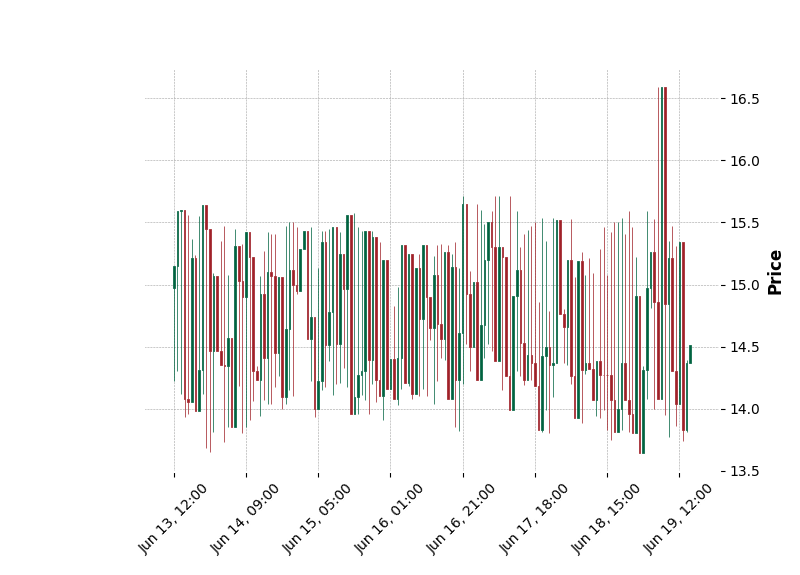 16.5
16.0
15.5
15.0
14.5
14.0
13.5
Price
Jun 13, 12:00
Jun 14, 09:00
Jun 15, 05:00
Jun 16, 01:00
Jun 16, 21:00
Jun 17, 18:00
Jun 18, 15:00
Jun 19, 12:00